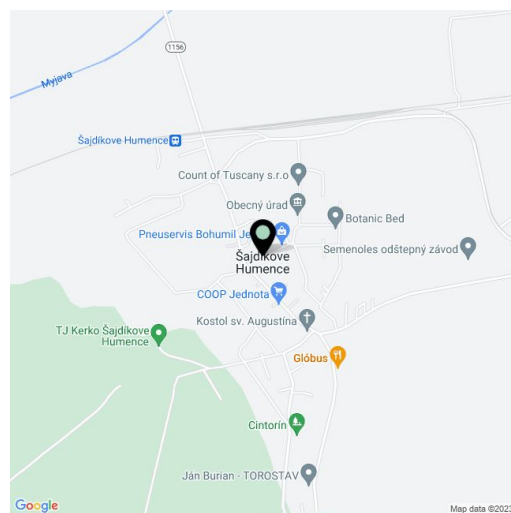 1156
Myjava
Šajdíkove Humence
Count of Tuscany s.r.o
Obecný úrad
Botanic Bed
Pneuservis Bohumil Je
Semenoles odštepný závod
Šajdíkove
Humence
COOP Jednota
Kostol sv. Augustína
TJ Kerko Šajdíkove
Humence
Glóbus
Cintorín
Ján Burian - TOROSTAV
Google
Map data ©2023